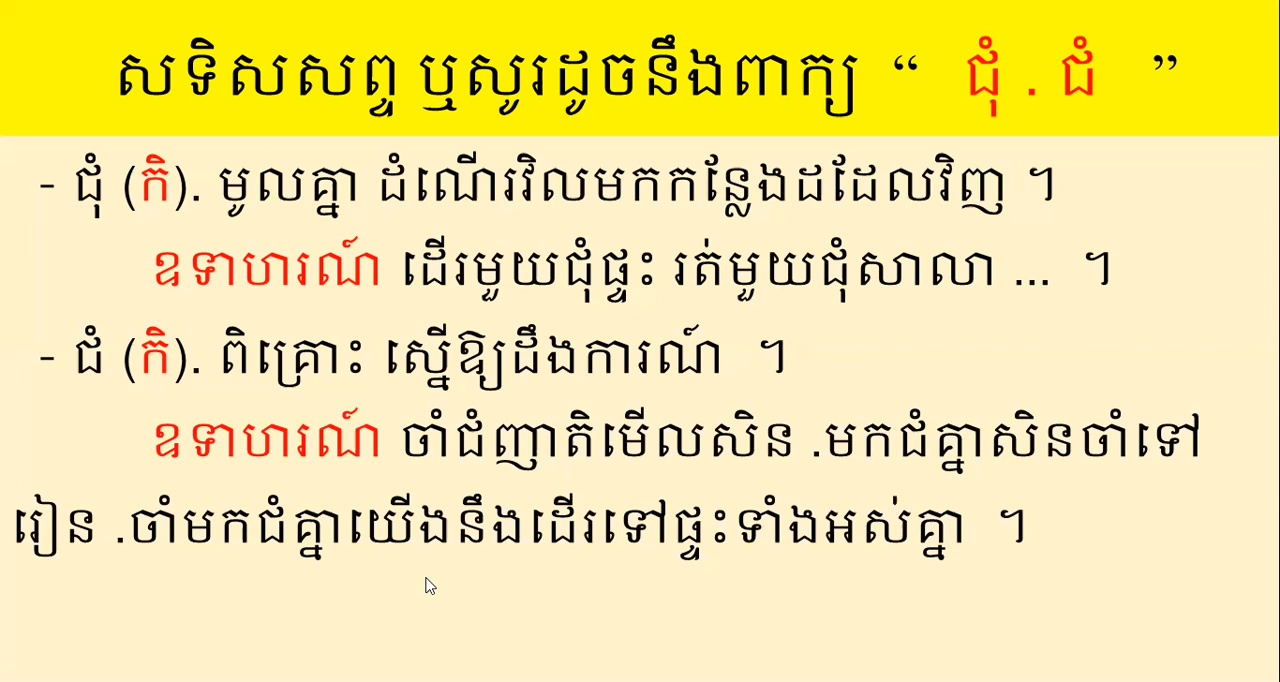 សទិសសព្ទ ឬសូរដូចនឹងពាក្យ “ ជុំ . ជំ ”
- ជុំ (កិ). មូលគ្នា ដំណើរវិលមកកន្លែងដដែលវិញ ។
ឧទាហរណ៍ ដើរមួយជុំផ្ទះ រត់មួយជុំសាលា ... ។
- ជំ (កិ). ពិគ្រោះ ស្នើឱ្យដឹងការណ៍ ។
ឧទាហរណ៍ ចាំជំញាតិមើលសិន .មកជំគ្នាសិនចាំទៅ
រៀន .ចាំមកជំគ្នាយើងនឹងដើរទៅផ្ទះទាំងអស់គ្នា ។